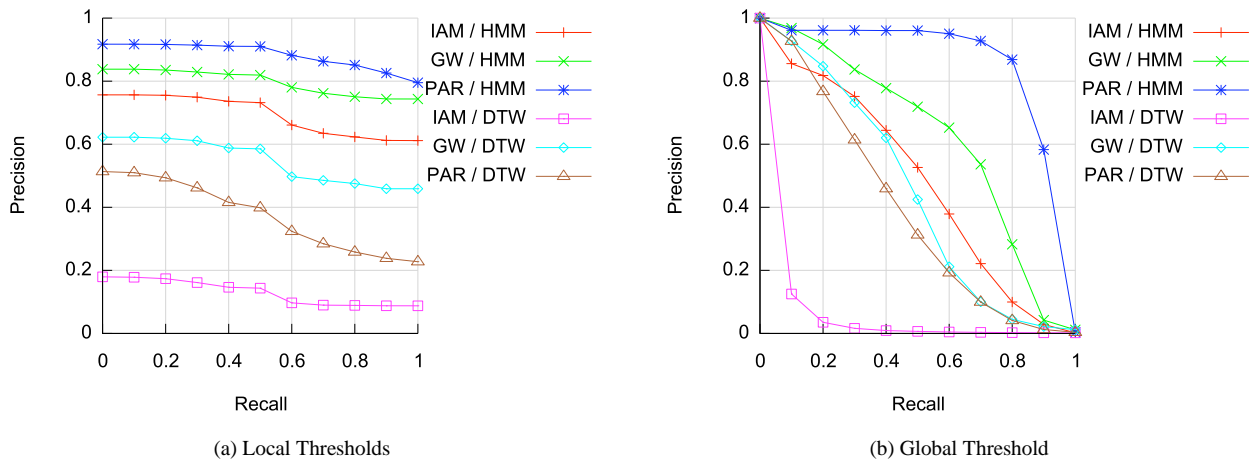 Precision
1
0.8
0.6
0.4
0.2
0
0 0.2 0.4 0.6 0.8 1
Recall
IAM / HMM
GW / HMM
PAR / HMM
IAM / DTW
GW / DTW
PAR / DTW
(a) Local Thresholds
Precision
1
0.8
0.6
0.4
0.2
0
0 0.2 0.4 0.6 0.8 1
Recall
IAM / HMM
GW / HMM
PAR / HMM
IAM / DTW
GW / DTW
PAR / DTW
(b) Global Threshold